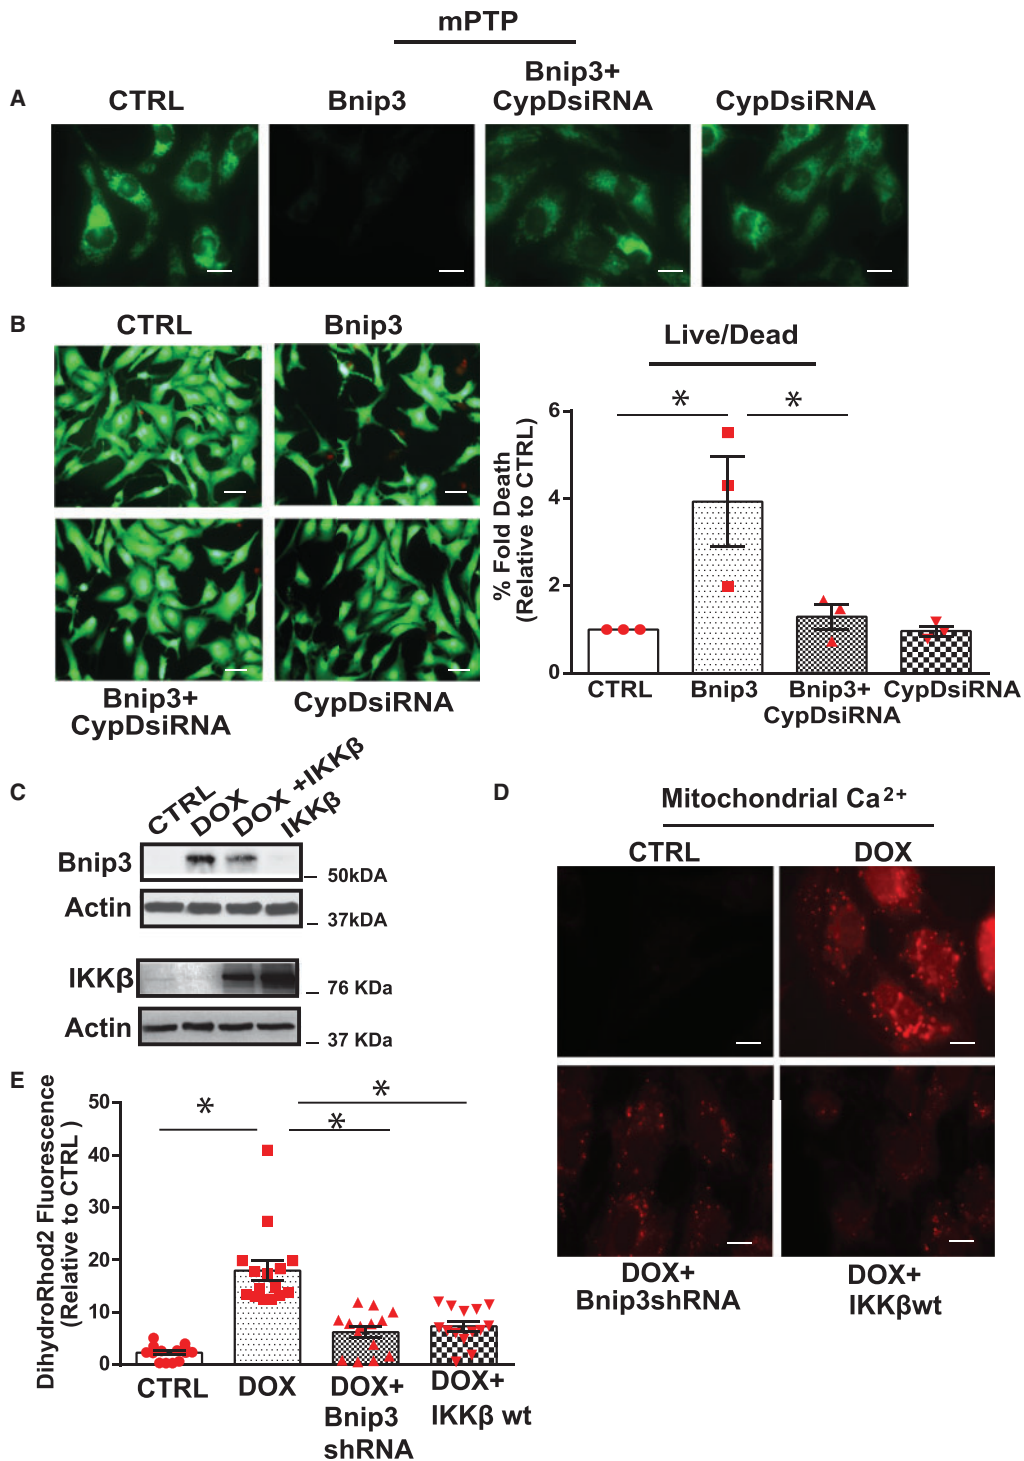 mPTP
A
CTRL
Bnip3
Bnip3+
CypDsiRNA
CypDsiRNA
B
CTRL
Bnip3
Bnip3+
CypDsiRNA
CypDsiRNA
Live/Dead
*
*
% Fold Death
(Relative to CTRL)
6
4
2
0
CTRL
Bnip3
Bnip3+
CypDsiRNA
CypDsiRNA
C
CTRL
DOX
DOX +IKKβ
IKKβ
Bnip3
50kDA
Actin
37kDA
IKKβ
76 KDa
Actin
37 KDa
D
Mitochondrial Ca²⁺
CTRL
DOX
DOX+
Bnip3shRNA
DOX+
IKKβwt
E
DihydroRhod2 Fluorescence
(Relative to CTRL )
50
40
30
20
10
0
*
*
*
CTRL
DOX
DOX+
Bnip3
shRNA
DOX+
IKKβ wt